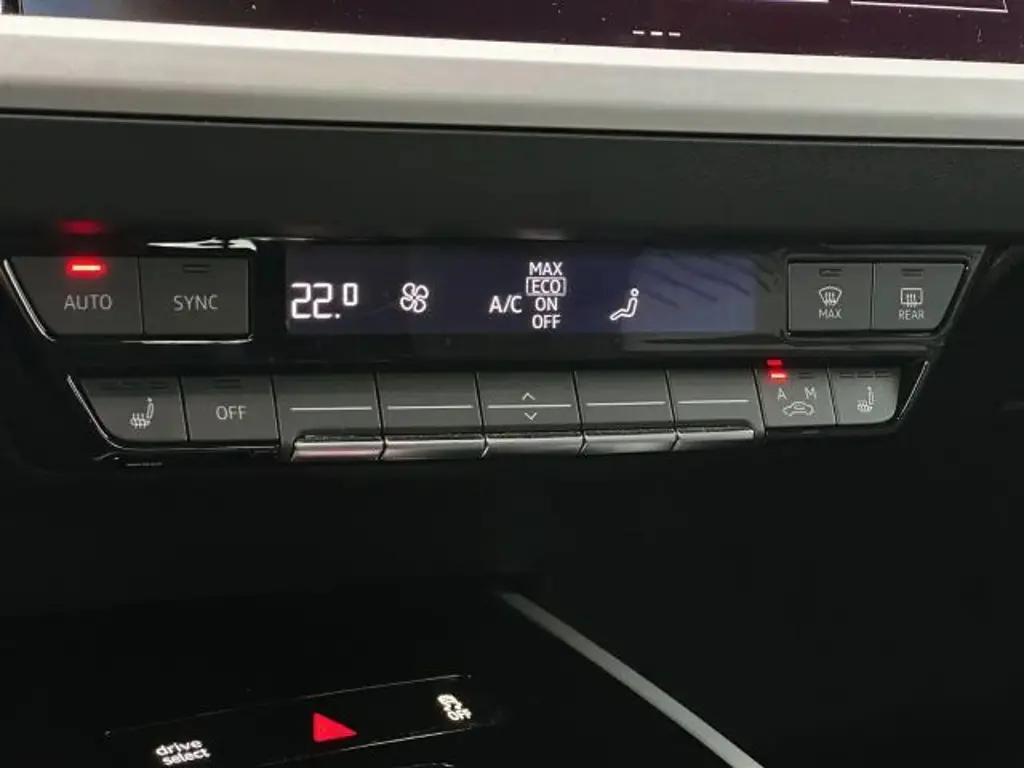 AUTO
SYNC
22.0
A/C
MAX
ECO
ON
OFF
MAX
REAR
OFF
A M
drive
select
OFF